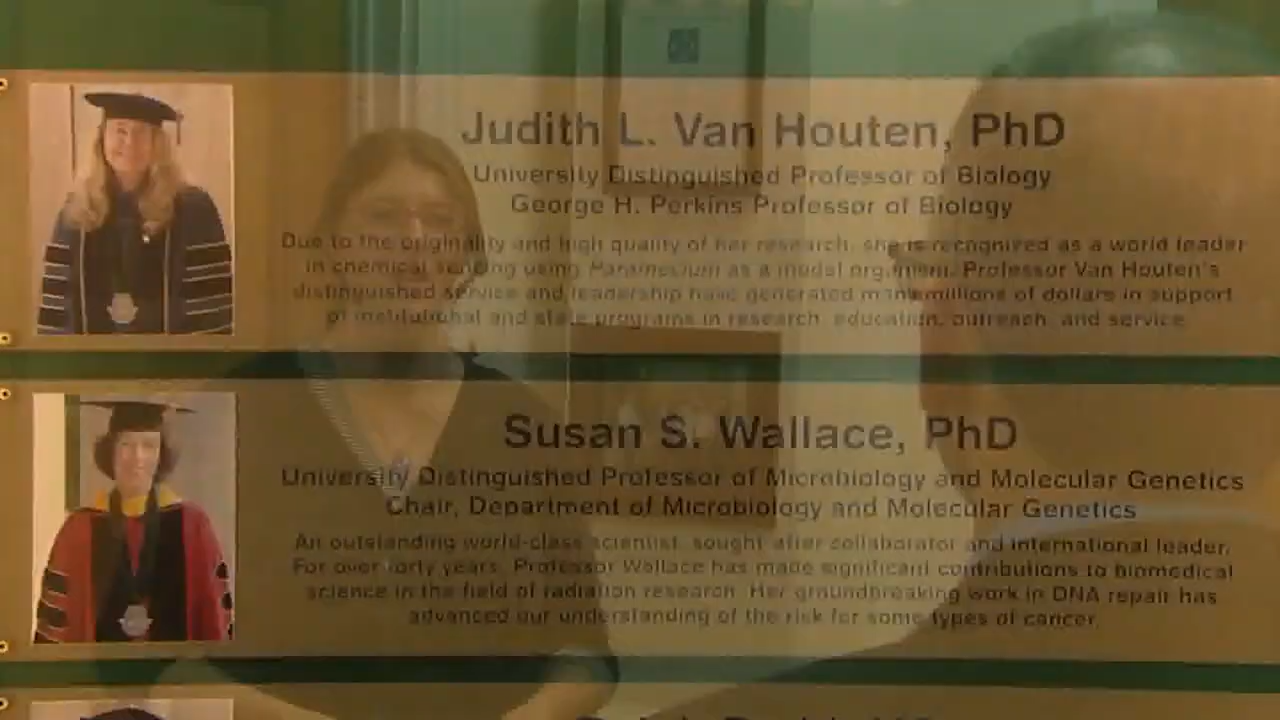 Judith L. Van Houten, PhD
University Distinguished Professor of Biology
George H. Perkins Professor of Biology
Due to the originality and high quality of her research, she is recognized as a world leader
in chemical sensing using Paramecium as a model organism. Professor Van Houten's
distinguished service and leadership have generated many millions of dollars in support
of institutional and state programs in research, education, outreach, and service.
Susan S. Wallace, PhD
University Distinguished Professor of Microbiology and Molecular Genetics
Chair, Department of Microbiology and Molecular Genetics
An outstanding world-class scientist, sought after collaborator and international leader.
For over forty years, Professor Wallace has made significant contributions to biomedical
science in the field of radiation research. Her groundbreaking work in DNA repair has
advanced our understanding of the risk for some types of cancer.